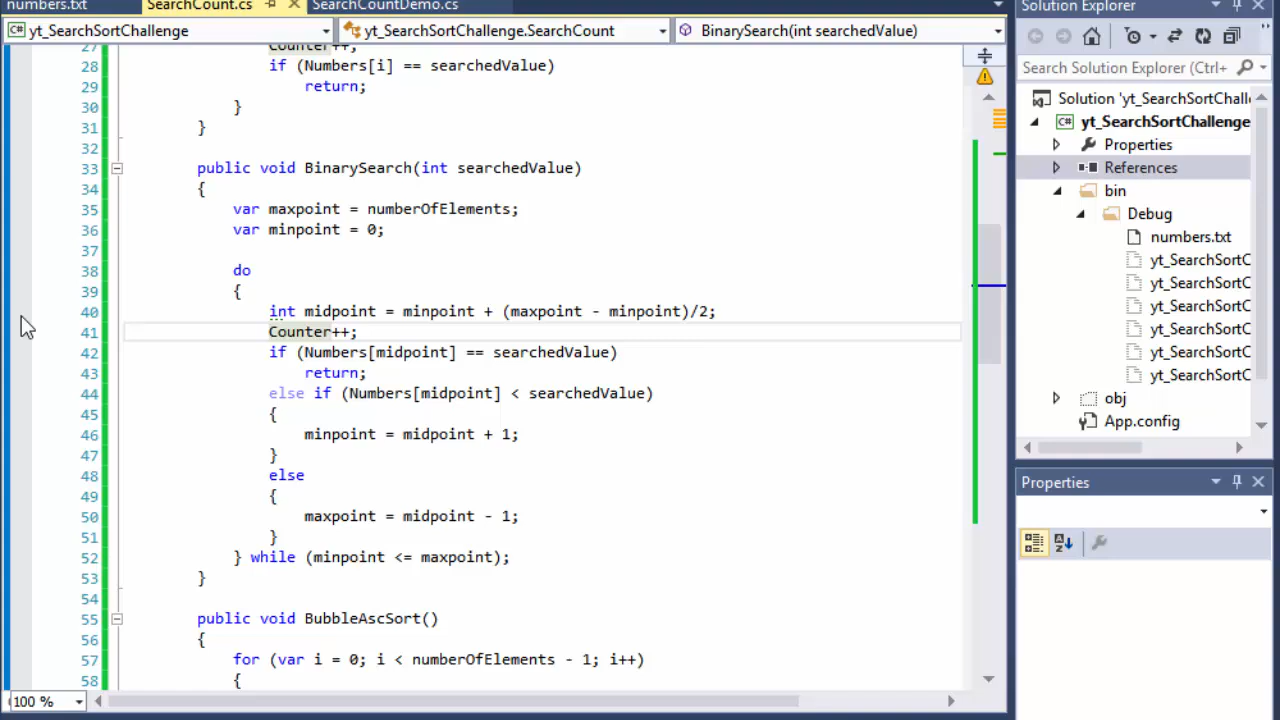 numbers.txt SearchCount.cs SearchCountDemo.cs
yt_SearchSortChallenge yt_SearchSortChallenge.SearchCount BinarySearch(int searchedValue)
27 Counter++;
28 if (Numbers[i] == searchedValue)
29 return;
30 }
31 }
32
33 public void BinarySearch(int searchedValue)
34 {
35 var maxpoint = numberOfElements;
36 var minpoint = 0;
37
38 do
39 {
40 int midpoint = minpoint + (maxpoint - minpoint)/2;
41 Counter++;
42 if (Numbers[midpoint] == searchedValue)
43 return;
44 else if (Numbers[midpoint] < searchedValue)
45 {
46 minpoint = midpoint + 1;
47 }
48 else
49 {
50 maxpoint = midpoint - 1;
51 }
52 } while (minpoint <= maxpoint);
53 }
54
55 public void BubbleAscSort()
56 {
57 for (var i = 0; i < numberOfElements - 1; i++)
58 {
100 %
Solution Explorer
Search Solution Explorer (Ctrl+
Solution 'yt_SearchSortChall
C# yt_SearchSortChallenge
Properties
References
bin
Debug
numbers.txt
yt_SearchSortC
yt_SearchSortC
yt_SearchSortC
yt_SearchSortC
yt_SearchSortC
yt_SearchSortC
obj
App.config
Properties